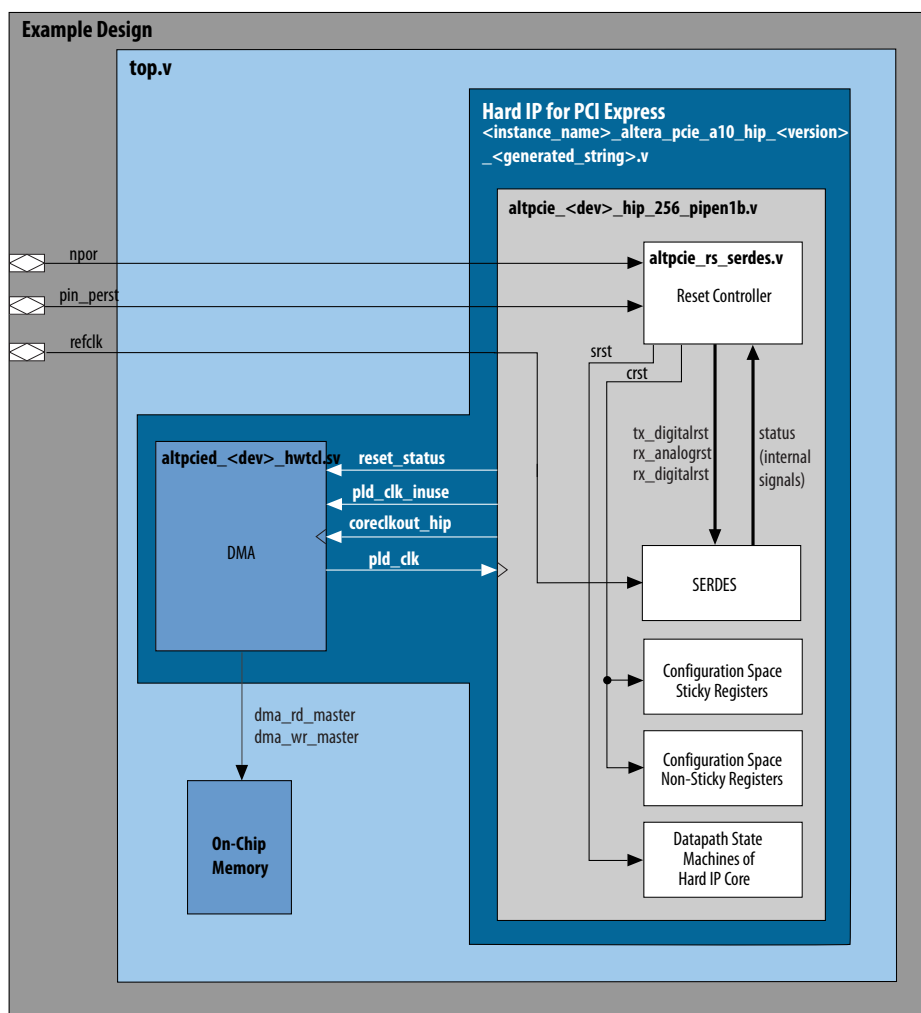 Example Design
top.v
Hard IP for PCI Express
<instance_name>_altera_pcie_a10_hip_<version>
_<generated_string>.v
altpcie_<dev>_hip_256_pipen1b.v
npor
altpcie_rs_serdes.v
Reset Controller
pin_perst
refclk
srst
crst
tx_digitalrst
rx_analogrst
rx_digitalrst
status
(internal
signals)
altpcied_<dev>_hwtcl.sv
reset_status
pld_clk_inuse
coreclkout_hip
pld_clk
DMA
SERDES
Configuration Space
Sticky Registers
dma_rd_master
dma_wr_master
Configuration Space
Non-Sticky Registers
On-Chip
Memory
Datapath State
Machines of
Hard IP Core